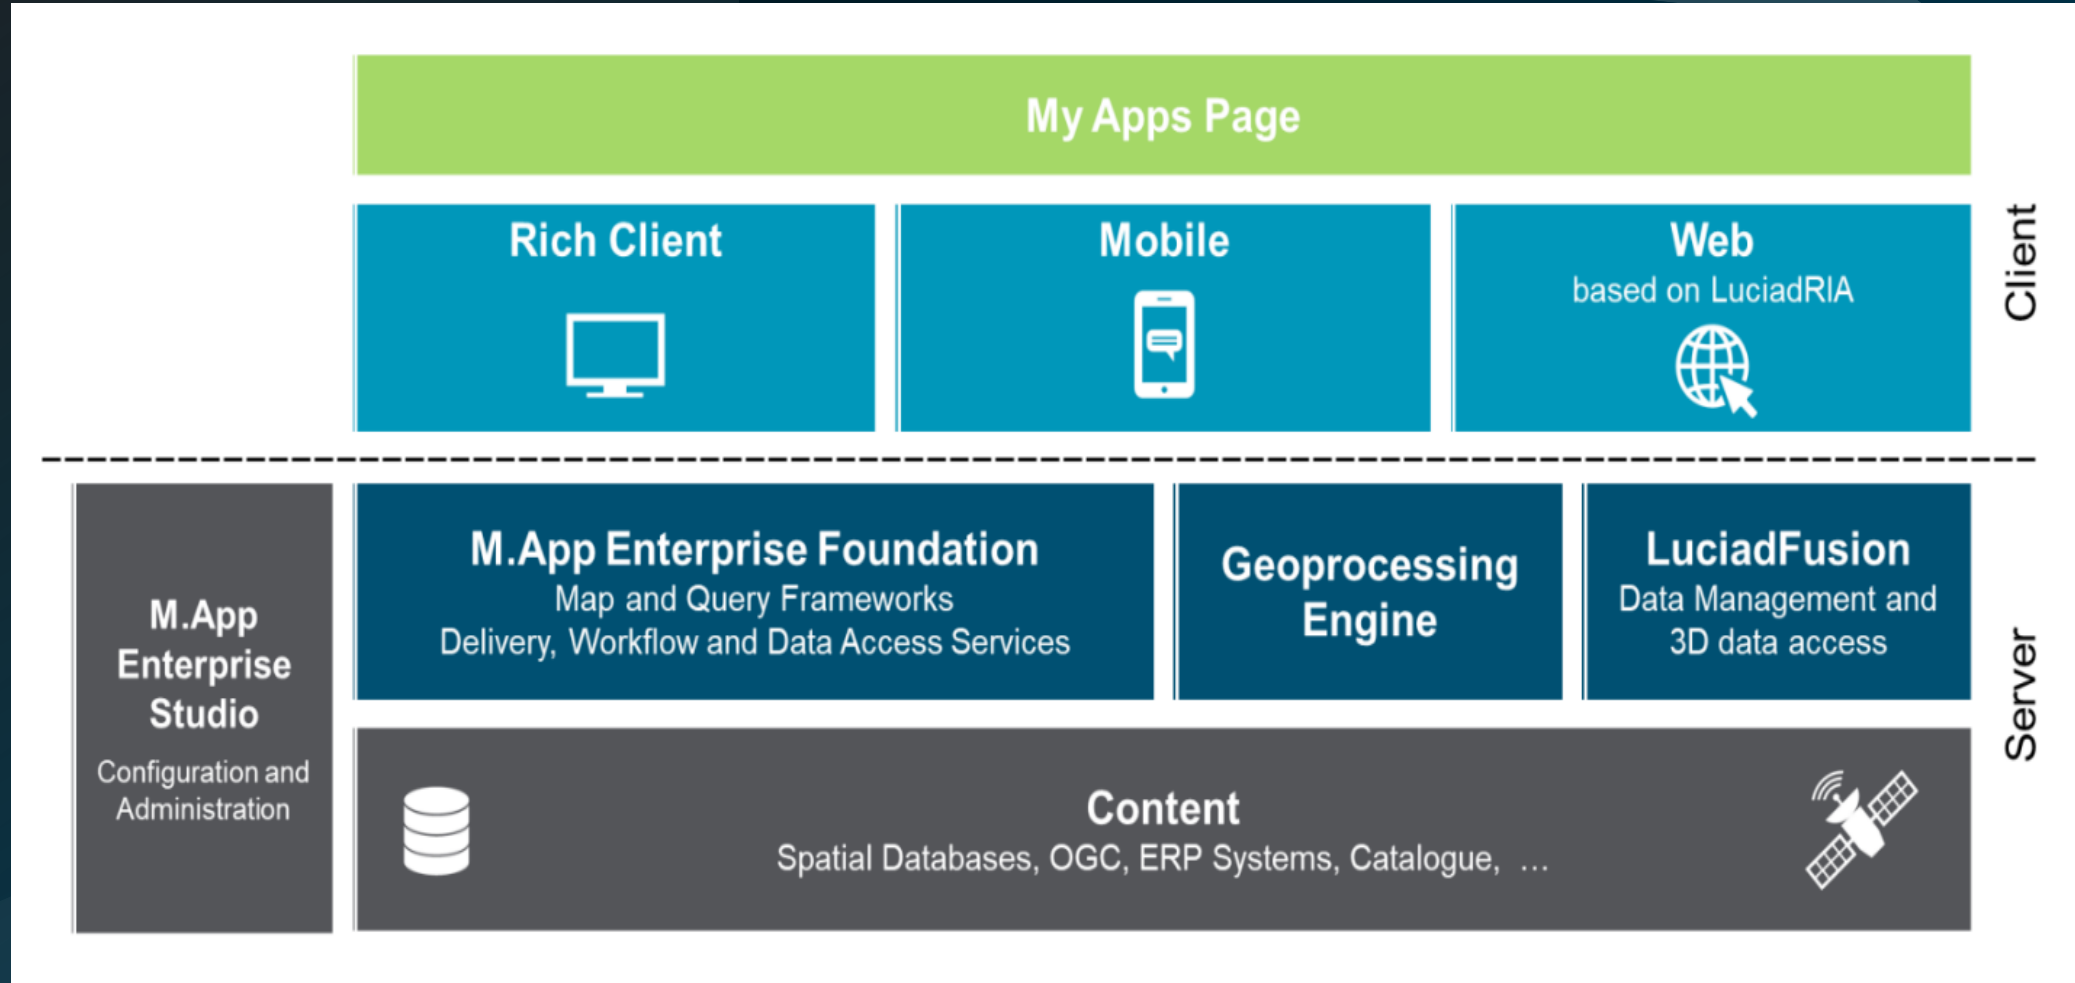 My Apps Page
Rich Client
Mobile
Web
based on LuciadRIA
Client
M.App
Enterprise
Studio
Configuration and
Administration
M.App Enterprise Foundation
Map and Query Frameworks
Delivery, Workflow and Data Access Services
Geoprocessing
Engine
LuciadFusion
Data Management and
3D data access
Server
Content
Spatial Databases, OGC, ERP Systems, Catalogue, ...